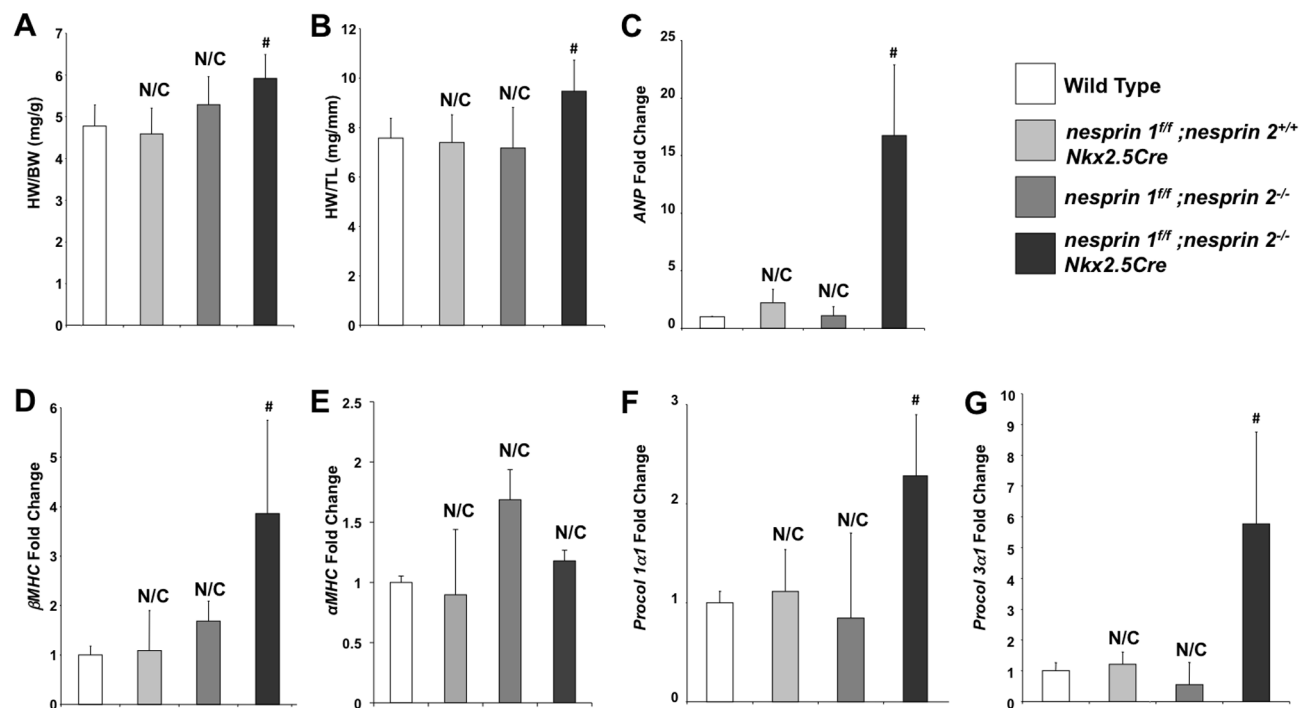 A
HW/BW (mg/g)
7
6
5
4
3
2
1
0
N/C
N/C
#
B
HW/TL (mg/mm)
12
10
8
6
4
2
0
N/C
N/C
#
C
ANP Fold Change
25
20
15
10
5
0
N/C
N/C
#
Wild Type
nesprin 1f/f ;nesprin 2+/+
Nkx2.5Cre
nesprin 1f/f ;nesprin 2-/-
nesprin 1f/f ;nesprin 2-/-
Nkx2.5Cre
D
βMHC Fold Change
6
5
4
2
1
0
N/C
N/C
#
E
αMHC Fold Change
2.5
2
1.5
1
0.5
0
N/C
N/C
N/C
F
Procol 1α1 Fold Change
3
2
1
0
N/C
N/C
#
G
Procol 3α1 Fold Change
10
9
8
7
6
5
4
3
2
1
0
N/C
N/C
#